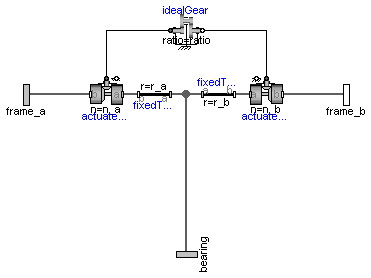 idealGear
ratio=ratio
r=r_a
fixedT...
a b
frame_a
n=n_a
actuate...
b a
fixedT...
r=r_b
n=n_b
actuate...
frame_b
bearing